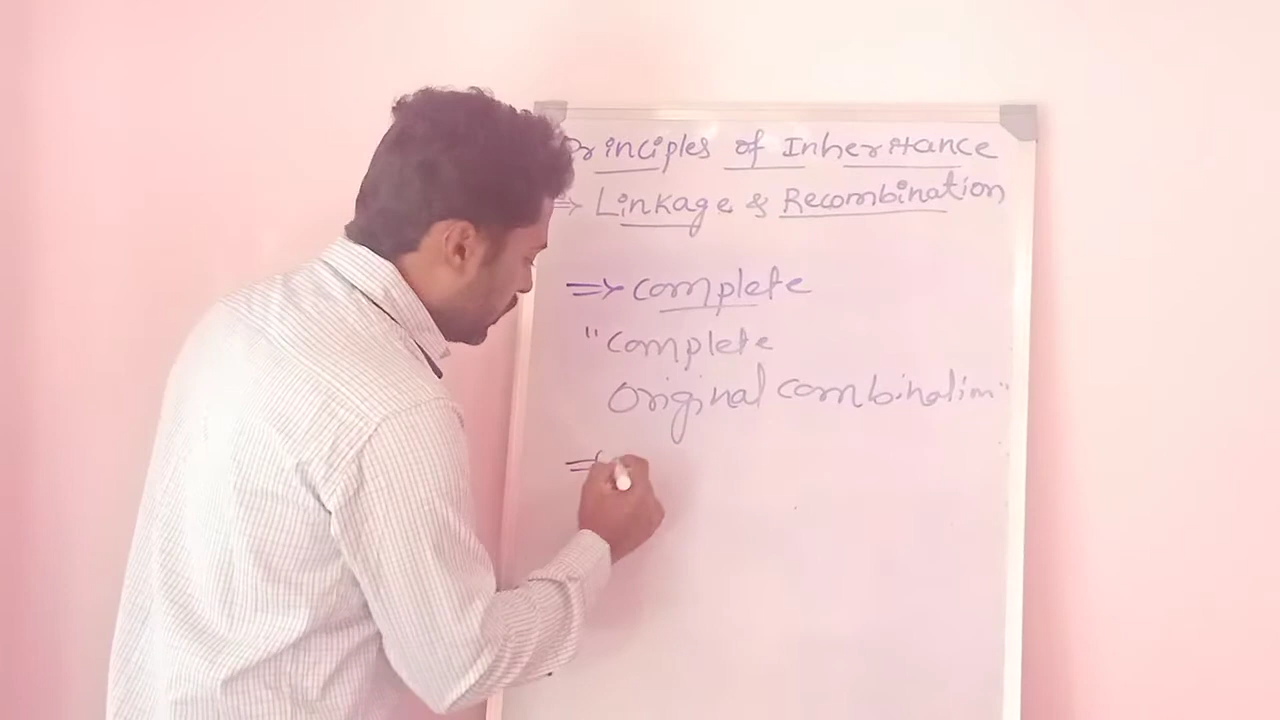 Principles of Inheritance
=> Linkage & Recombination
=> complete
"Complete
Original combination"
=